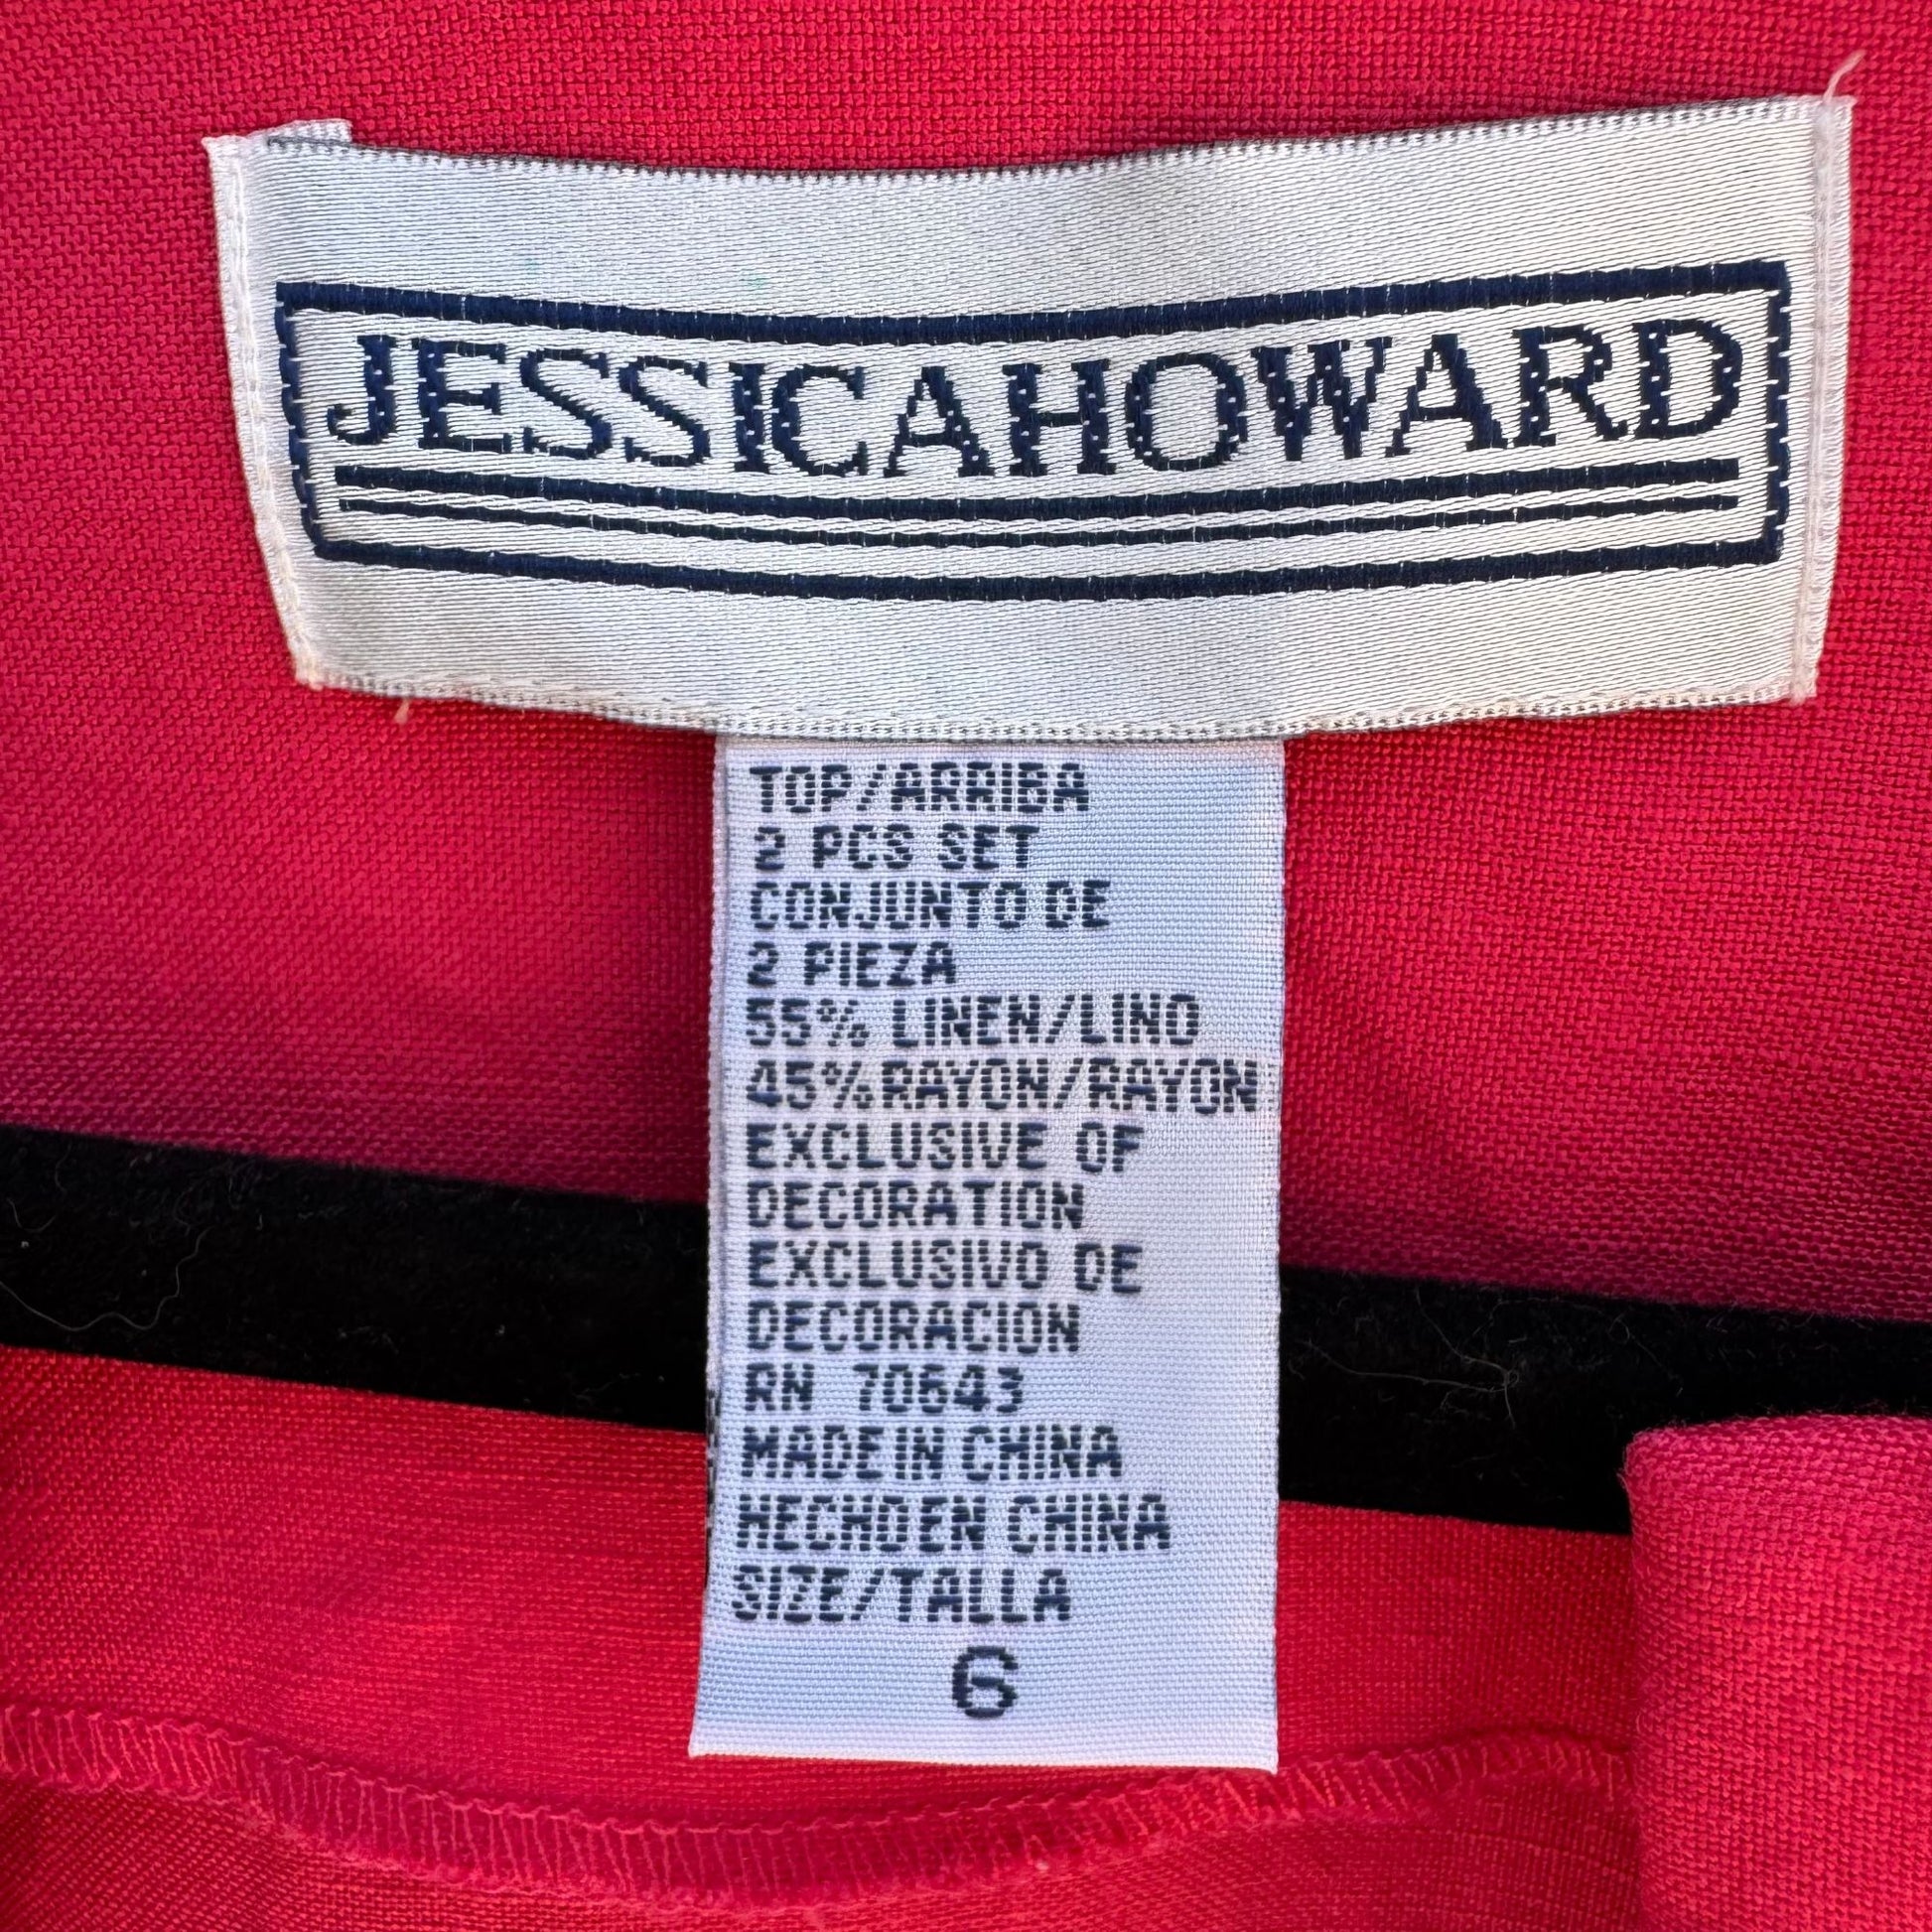 JESSICAHOWARD
TOP/ARRIBA
2 PCS SET
CONJUNTO DE
2 PIEZA
55% LINEN/LINO
45% RAYON/RAYON
EXCLUSIVE OF
DECORATION
EXCLUSIVO DE
DECORACION
RN 70643
MADE IN CHINA
HECHO EN CHINA
SIZE/TALLA
6